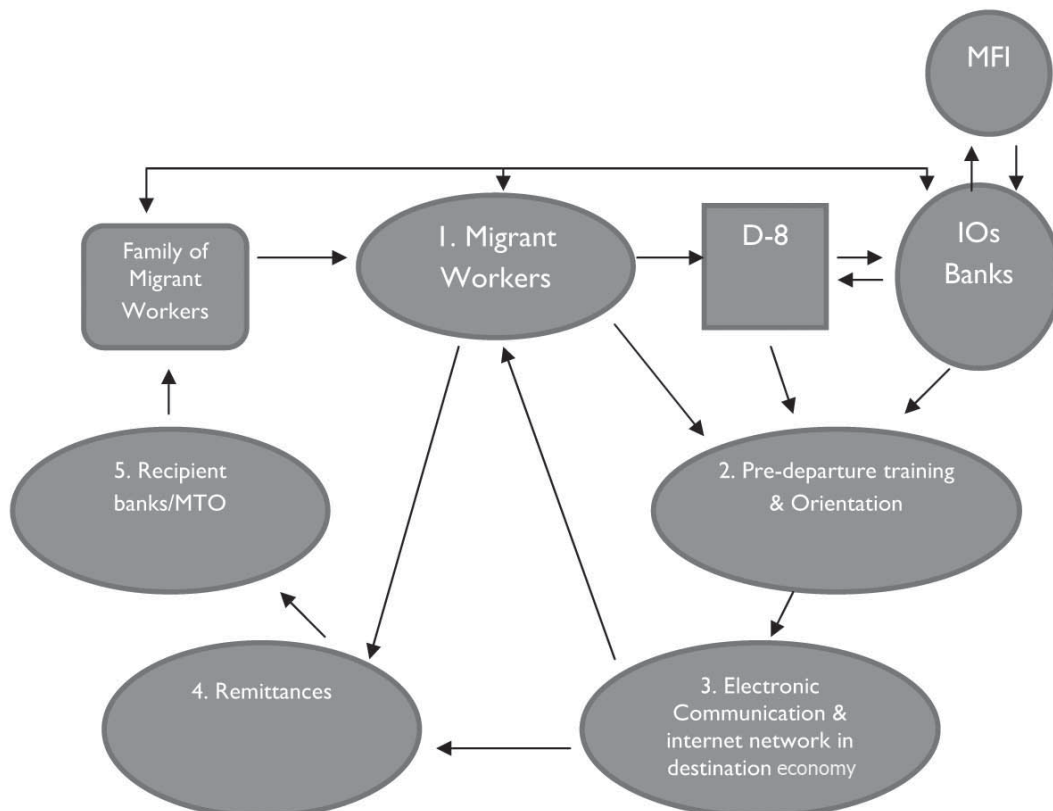 MFI
Family of
Migrant
Workers
1. Migrant
Workers
D-8
IOs
Banks
5. Recipient
banks/MTO
2. Pre-departure training
& Orientation
4. Remittances
3. Electronic
Communication &
internet network in
destination economy